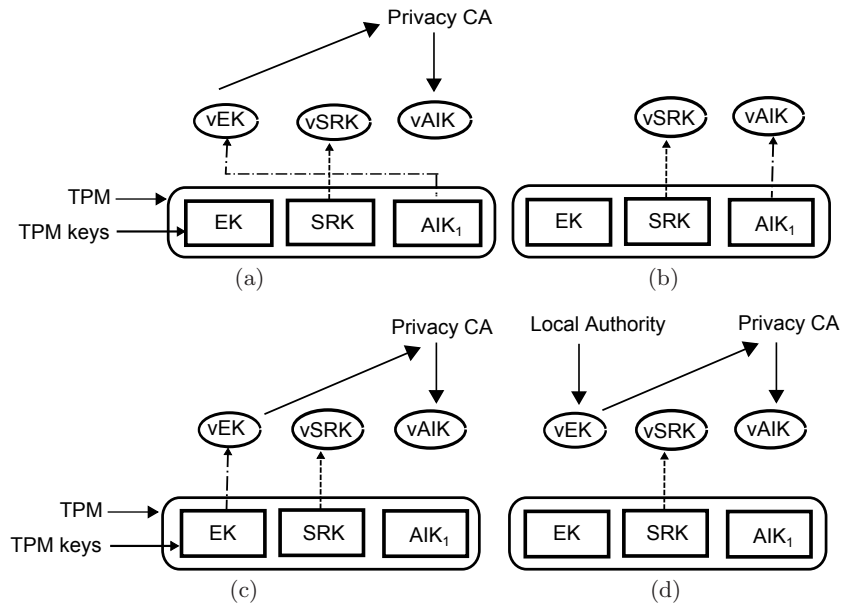 Privacy CA
vEK vSRK vAIK
vSRK vAIK
TPM
TPM keys
EK SRK AIK₁
EK SRK AIK₁
(a) (b)
Privacy CA
Local Authority Privacy CA
vEK vSRK vAIK
vEK vSRK vAIK
TPM
TPM keys
EK SRK AIK₁
EK SRK AIK₁
(c) (d)